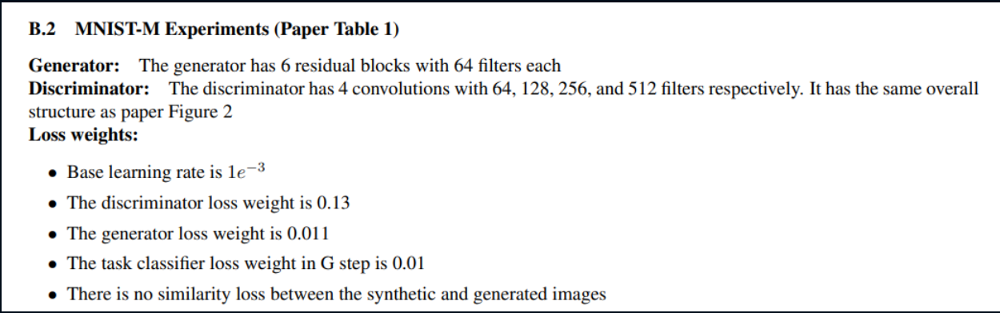 B.2 MNIST-M Experiments (Paper Table 1)
Generator: The generator has 6 residual blocks with 64 filters each
Discriminator: The discriminator has 4 convolutions with 64, 128, 256, and 512 filters respectively. It has the same overall
structure as paper Figure 2
Loss weights:
• Base learning rate is 1e⁻³
• The discriminator loss weight is 0.13
• The generator loss weight is 0.011
• The task classifier loss weight in G step is 0.01
• There is no similarity loss between the synthetic and generated images